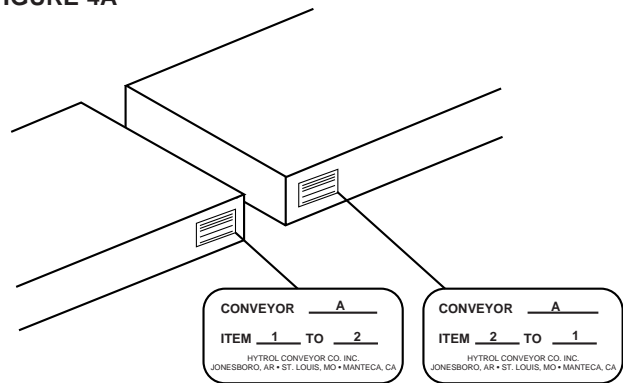 FIGURE 4A
CONVEYOR A
ITEM 1 TO 2
HYTROL CONVEYOR CO. INC.
JONESBORO, AR • ST. LOUIS, MO • MANTECA, CA
CONVEYOR A
ITEM 2 TO 1
HYTROL CONVEYOR CO. INC.
JONESBORO, AR • ST. LOUIS, MO • MANTECA, CA